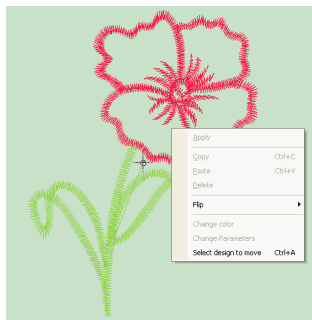 Apply
Copy Ctrl+C
Paste Ctrl+V
Delete
Flip
Change color
Change Parameters
Select design to move Ctrl+A